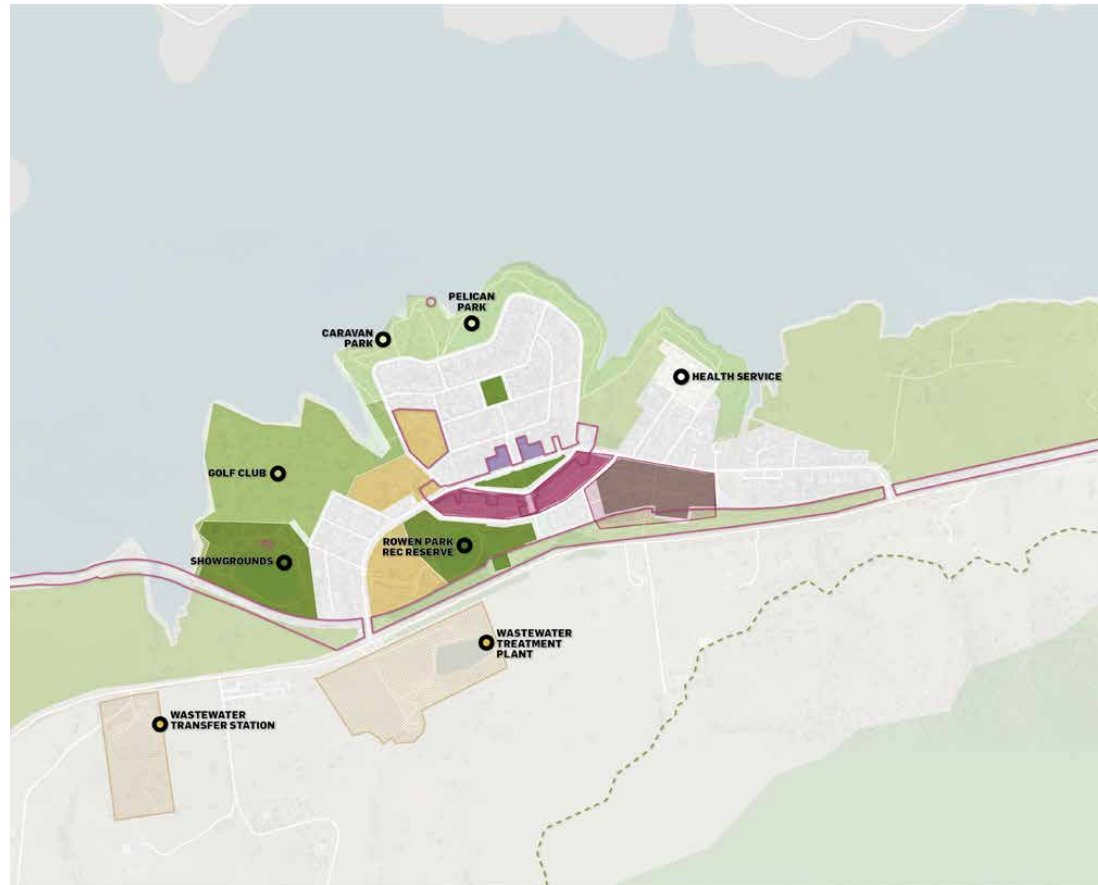 PELICAN
PARK
CARAVAN
PARK
HEALTH SERVICE
GOLF CLUB
ROWEN PARK
REC RESERVE
SHOWGROUNDS
WASTEWATER
TREATMENT
PLANT
WASTEWATER
TRANSFER STATION